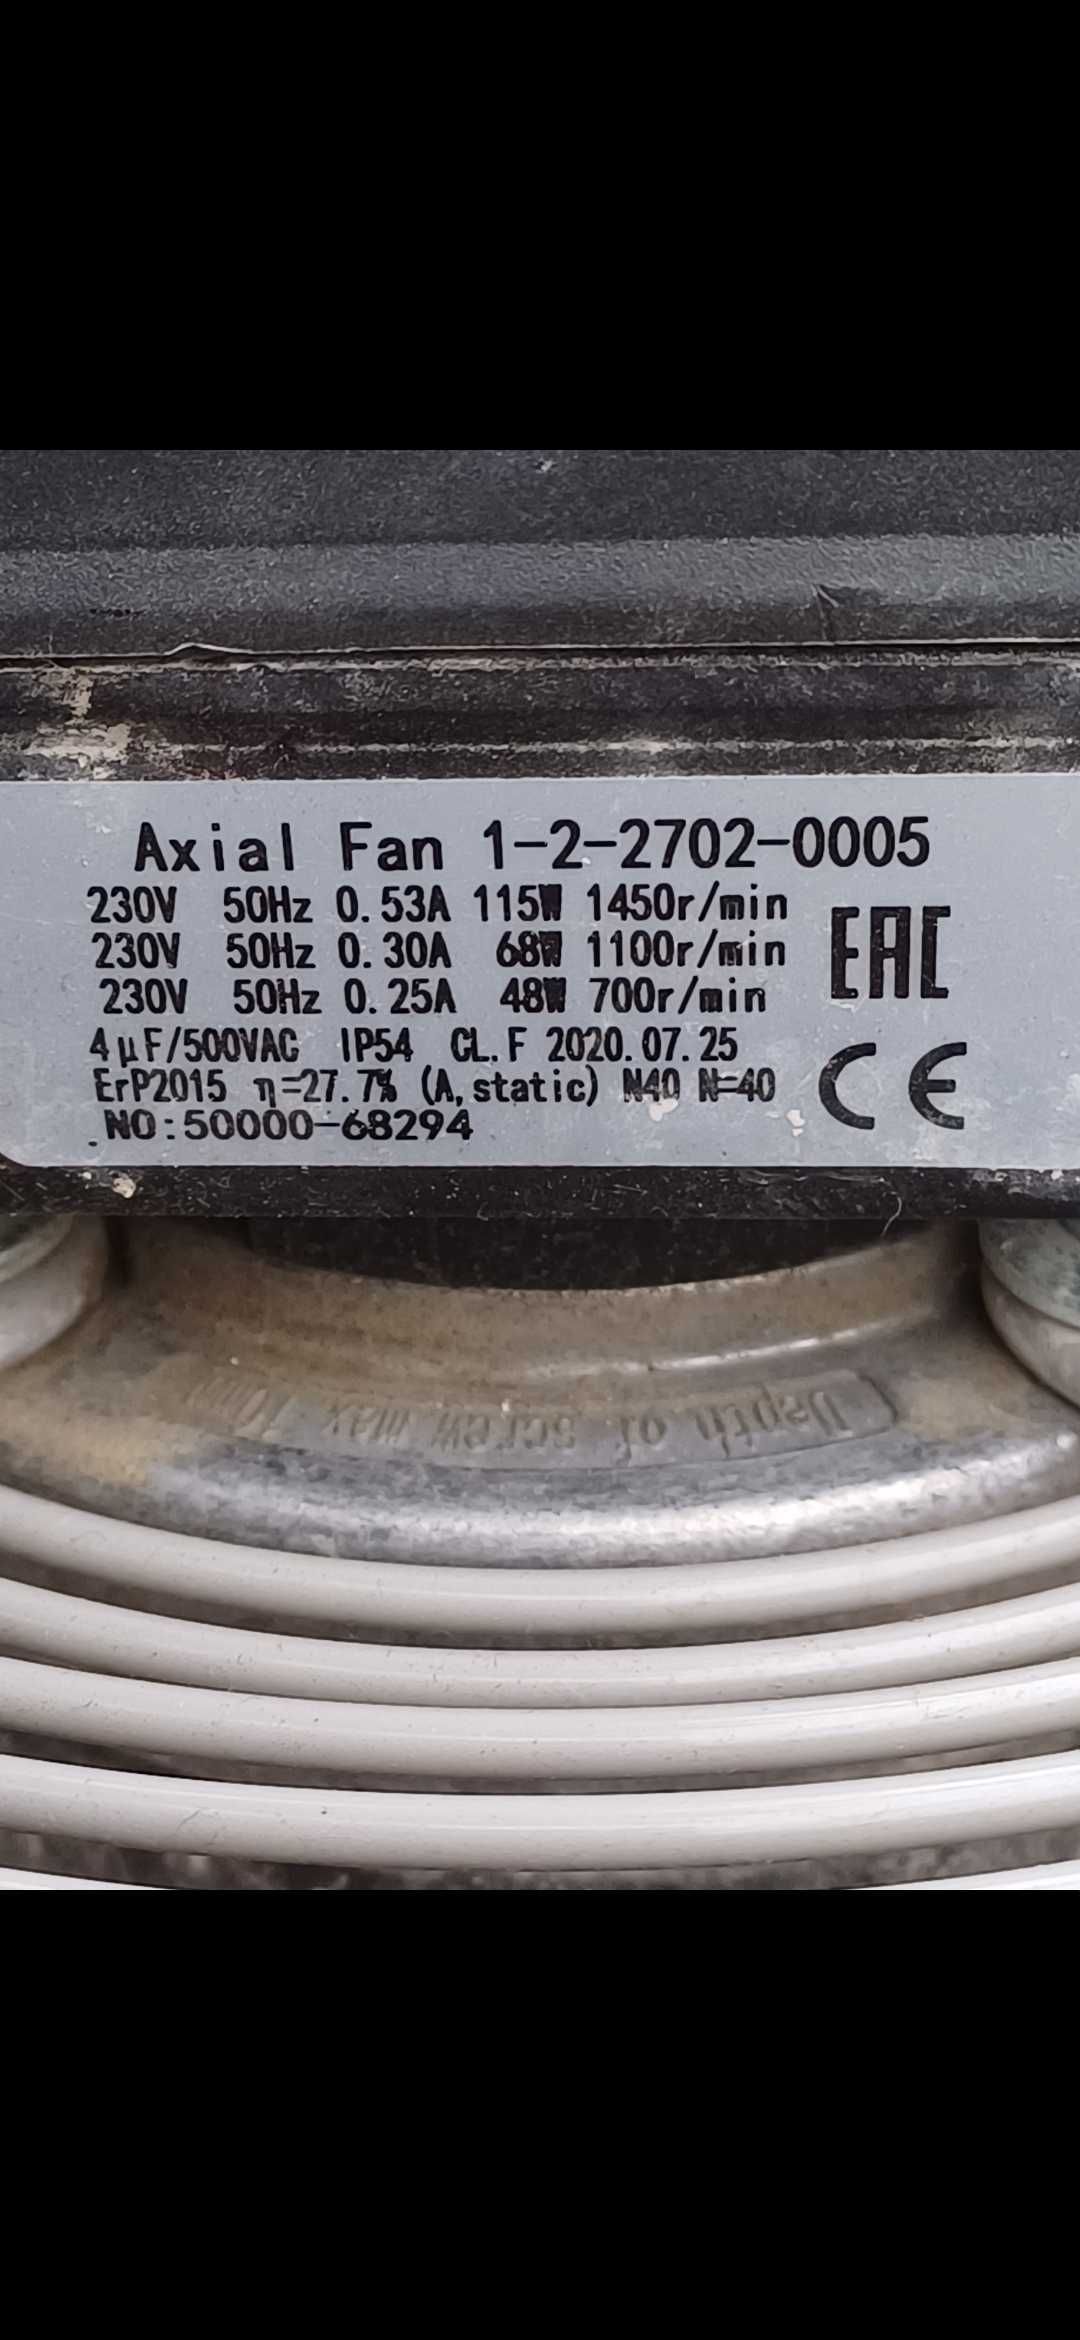 Axial Fan 1-2-2702-0005
230V 50Hz 0.53A 115W 1450r/min
230V 50Hz 0.30A 68W 1100r/min
230V 50Hz 0.25A 48W 700r/min
EAC
4μF/500VAC IP54 CL.F 2020.07.25
ErP2015 η=27.7% (A,static) N40 N=40
CE
NO:50000-68294
Depth of screw max 10mm